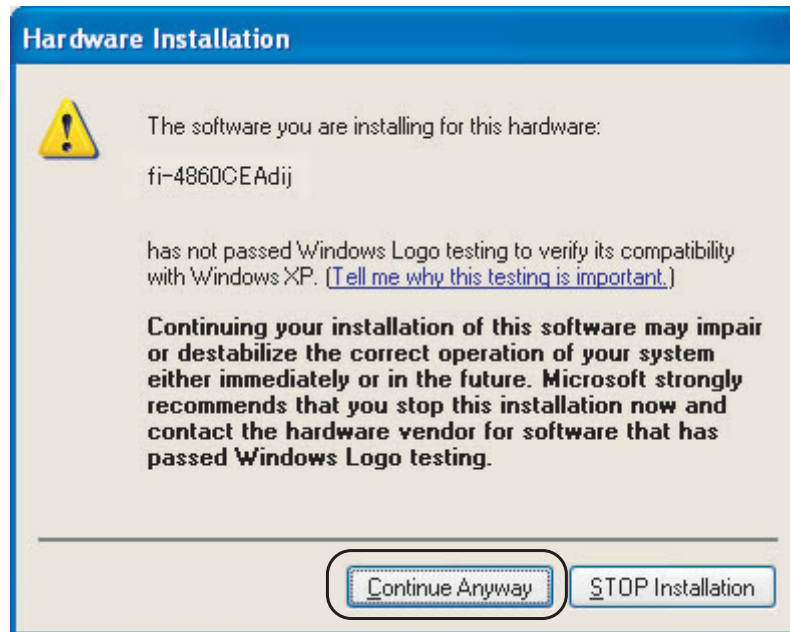 Hardware Installation
The software you are installing for this hardware:
fi-4860CEAdij
has not passed Windows Logo testing to verify its compatibility
with Windows XP. (Tell me why this testing is important.)
Continuing your installation of this software may impair
or destabilize the correct operation of your system
either immediately or in the future. Microsoft strongly
recommends that you stop this installation now and
contact the hardware vendor for software that has
passed Windows Logo testing.
Continue Anyway
STOP Installation